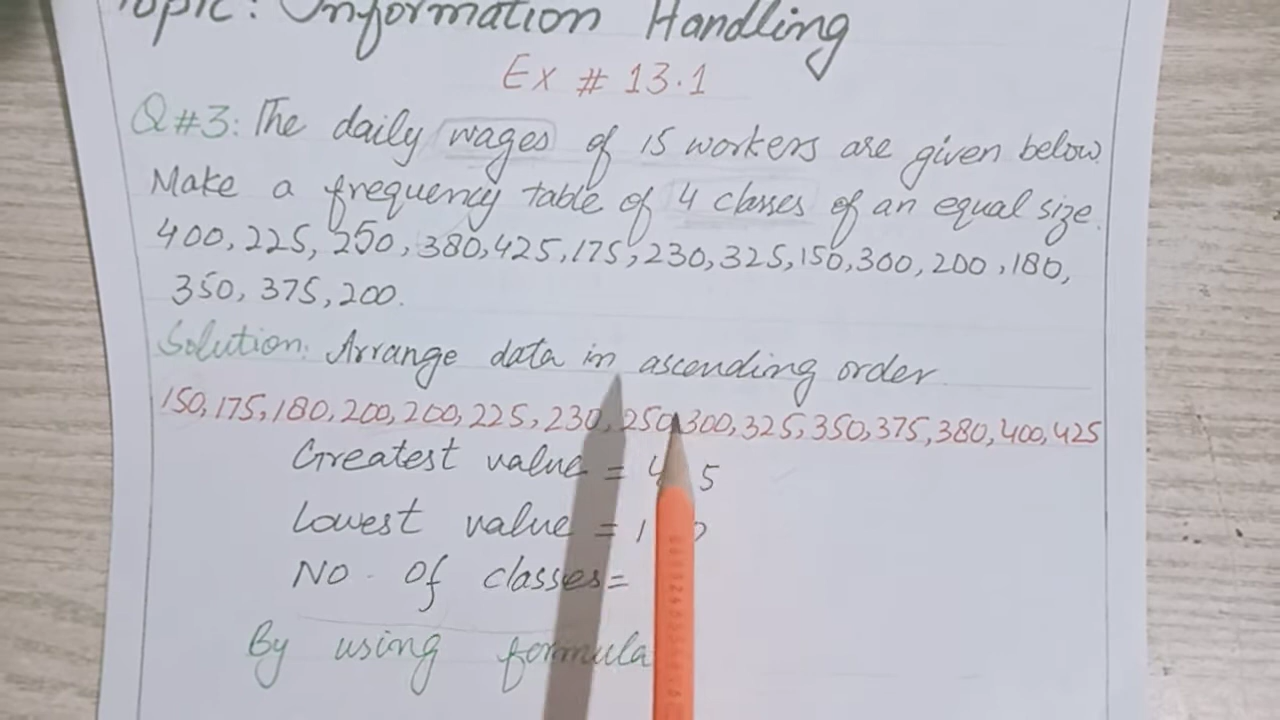 Topic: Information Handling
Ex # 13.1
Q#3: The daily wages of 15 workers are given below.
Make a frequency table of 4 classes of an equal size.
400, 225, 250, 380, 425, 175, 230, 325, 150, 300, 200, 180,
350, 375, 200.
Solution: Arrange data in ascending order
150, 175, 180, 200, 200, 225, 230, 250, 300, 325, 350, 375, 380, 400, 425
Greatest value =
Lowest value =
No. of classes=
By using formula